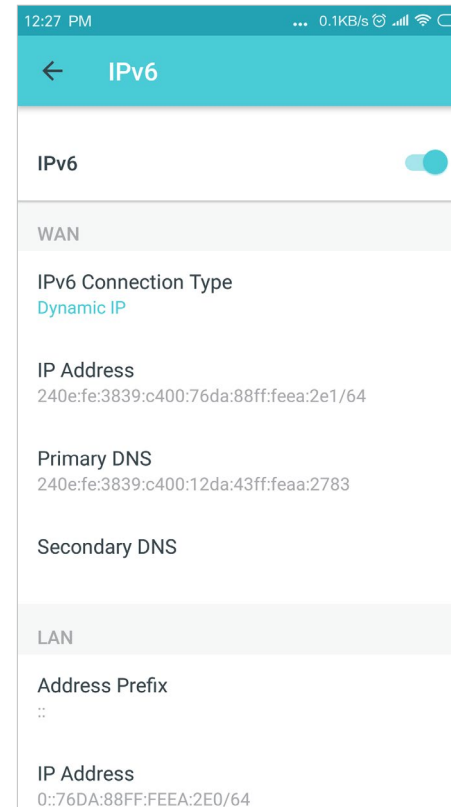 12:27 PM ... 0.1KB/s
IPv6
IPv6
WAN
IPv6 Connection Type
Dynamic IP
IP Address
240e:fe:3839:c400:76da:88ff:feea:2e1/64
Primary DNS
240e:fe:3839:c400:12da:43ff:feaa:2783
Secondary DNS
LAN
Address Prefix
::
IP Address
0::76DA:88FF:FEEA:2E0/64